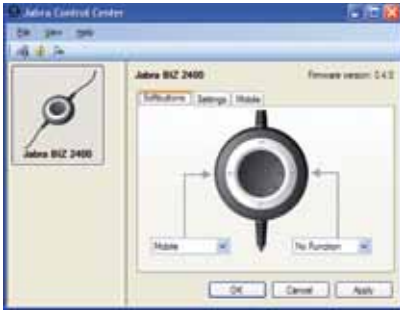 Jabra Control Center
File View Help
Jabra BIZ 2400
Jabra BIZ 2400
Firmware version: 0.4.0
Softbuttons Settings Mobile
Mobile
No Function
OK Cancel Apply